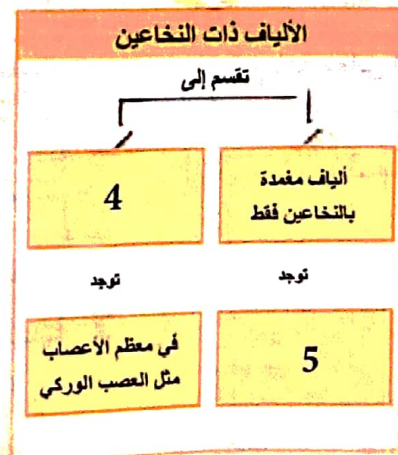 الألياف ذات النخاعين
تقسم إلى
ألياف مغمدة
بالنخاعين فقط
4
توجد
توجد
5
في معظم الأعصاب
مثل العصب الوركي